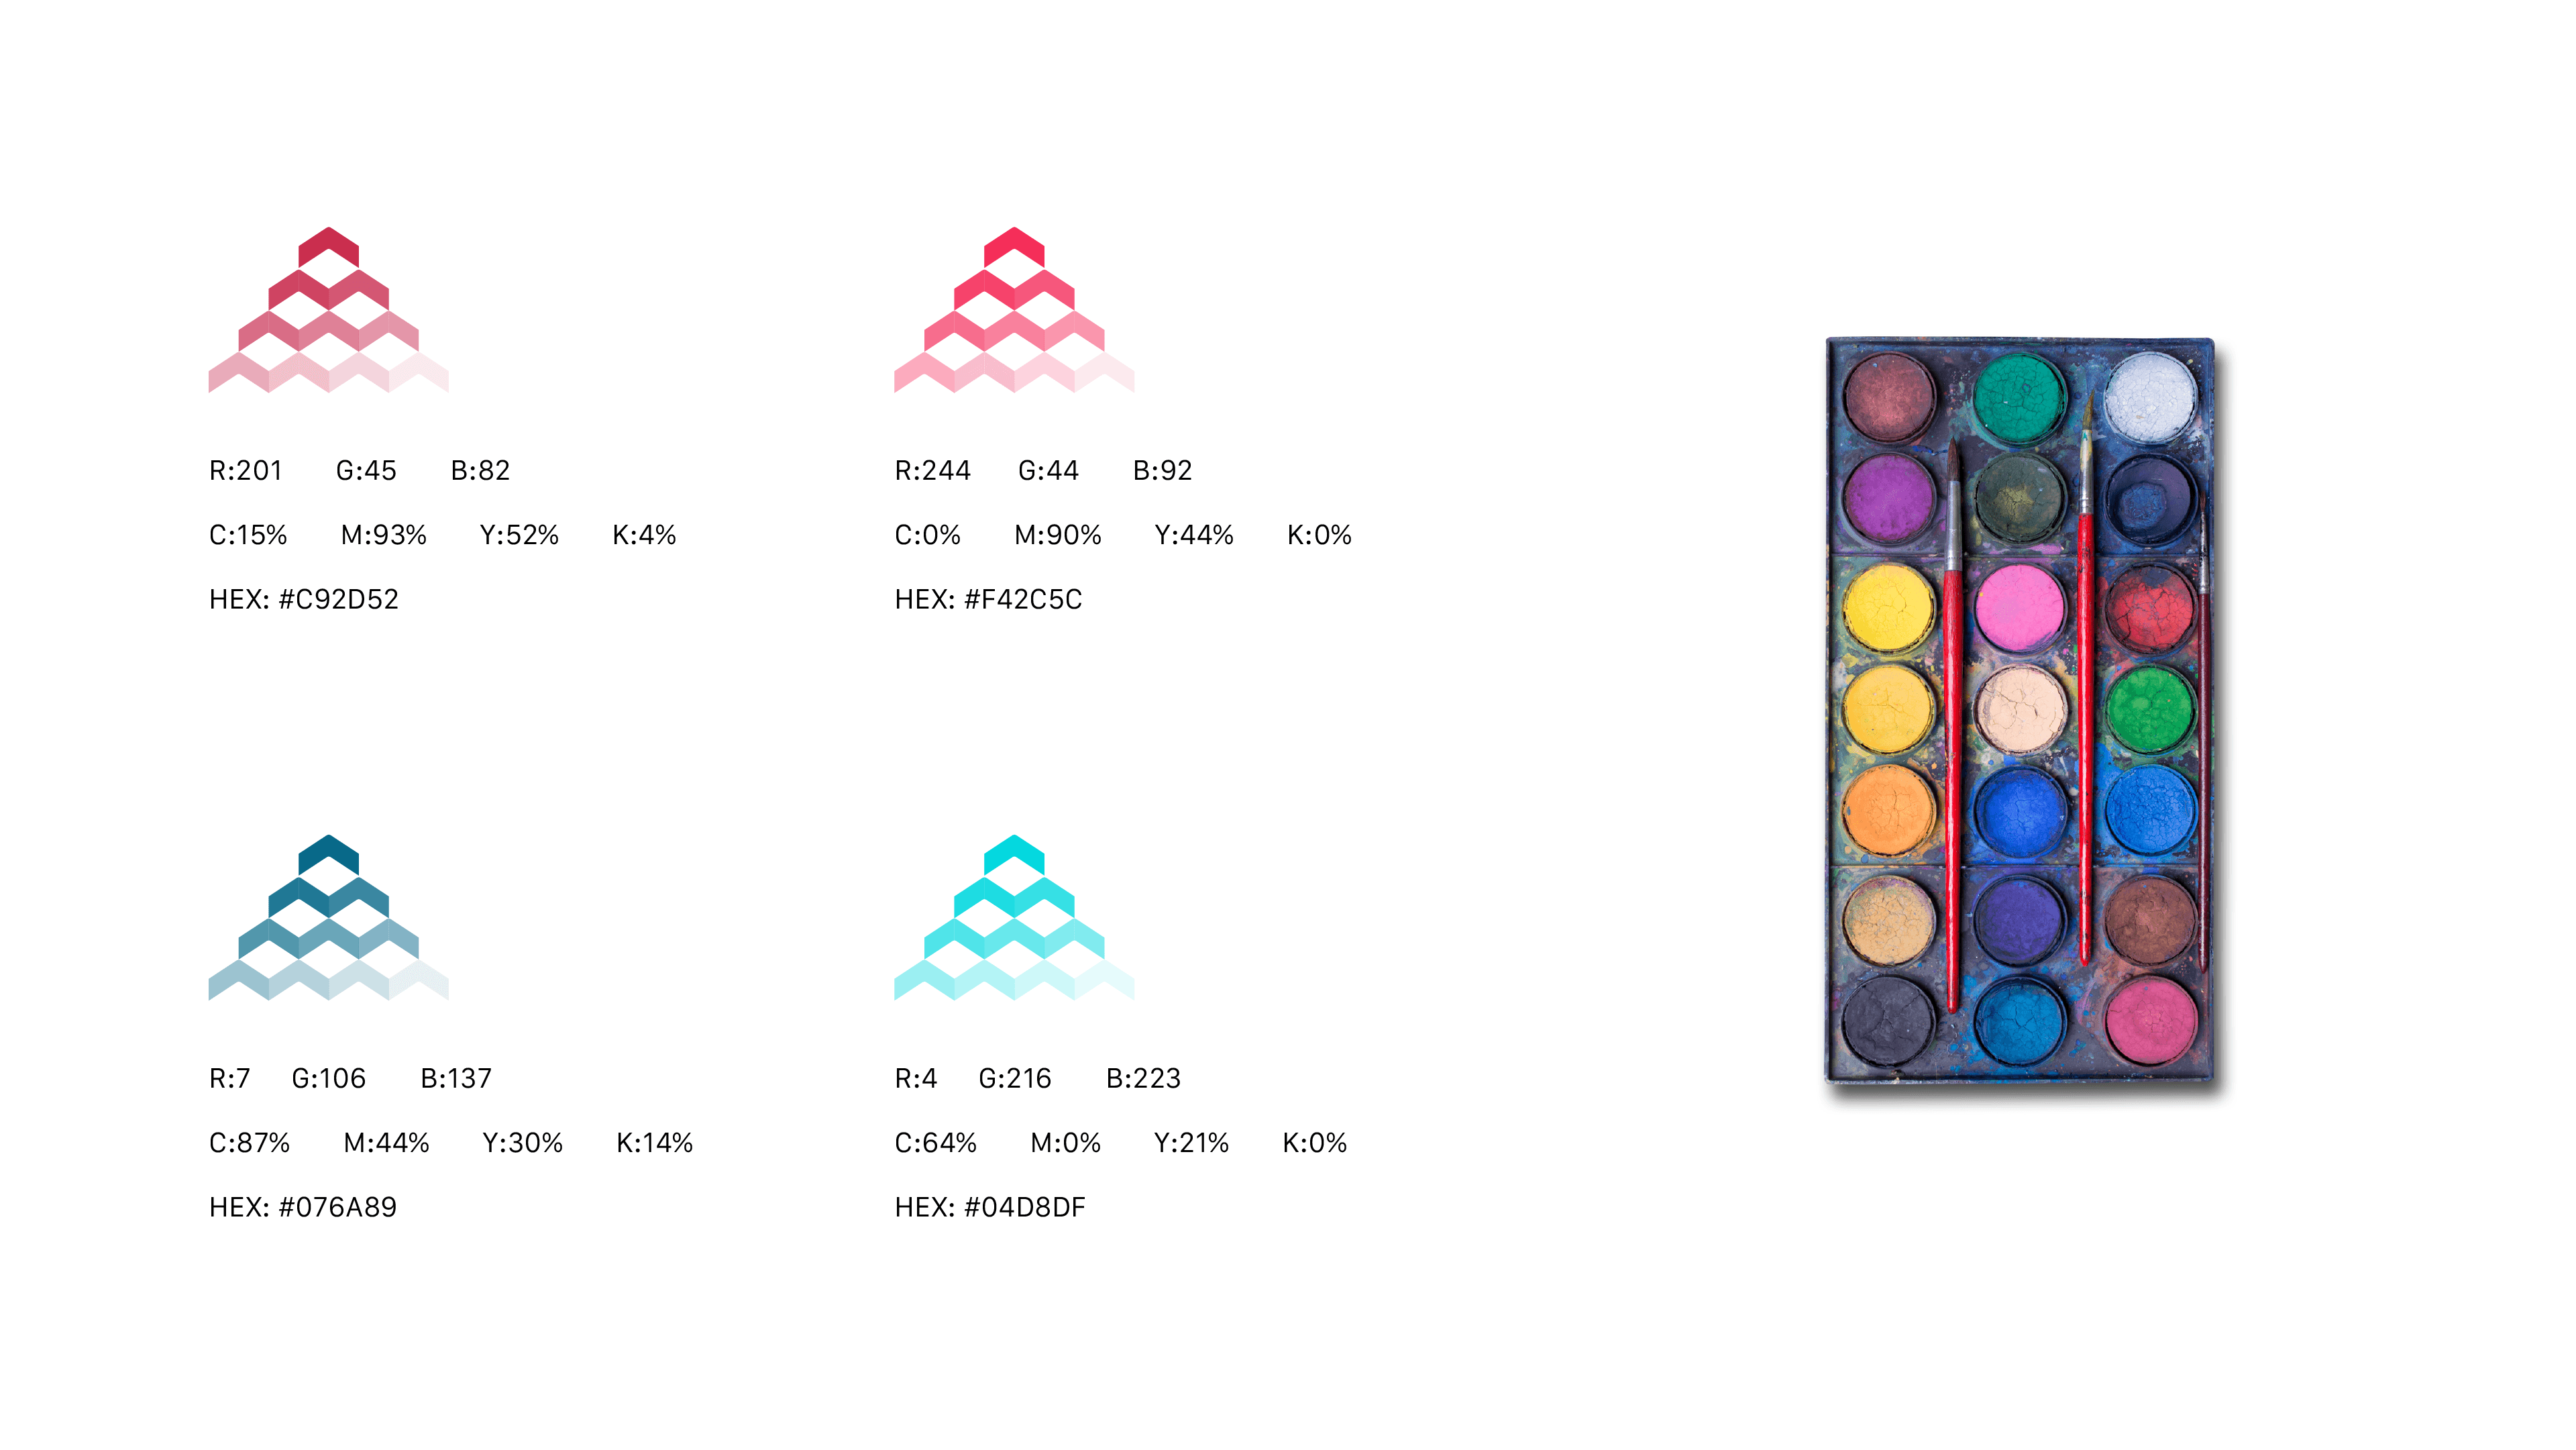 R:201 G:45 B:82
C:15% M:93% Y:52% K:4%
HEX: #C92D52
R:244 G:44 B:92
C:0% M:90% Y:44% K:0%
HEX: #F42C5C
R:7 G:106 B:137
C:87% M:44% Y:30% K:14%
HEX: #076A89
R:4 G:216 B:223
C:64% M:0% Y:21% K:0%
HEX: #04D8DF